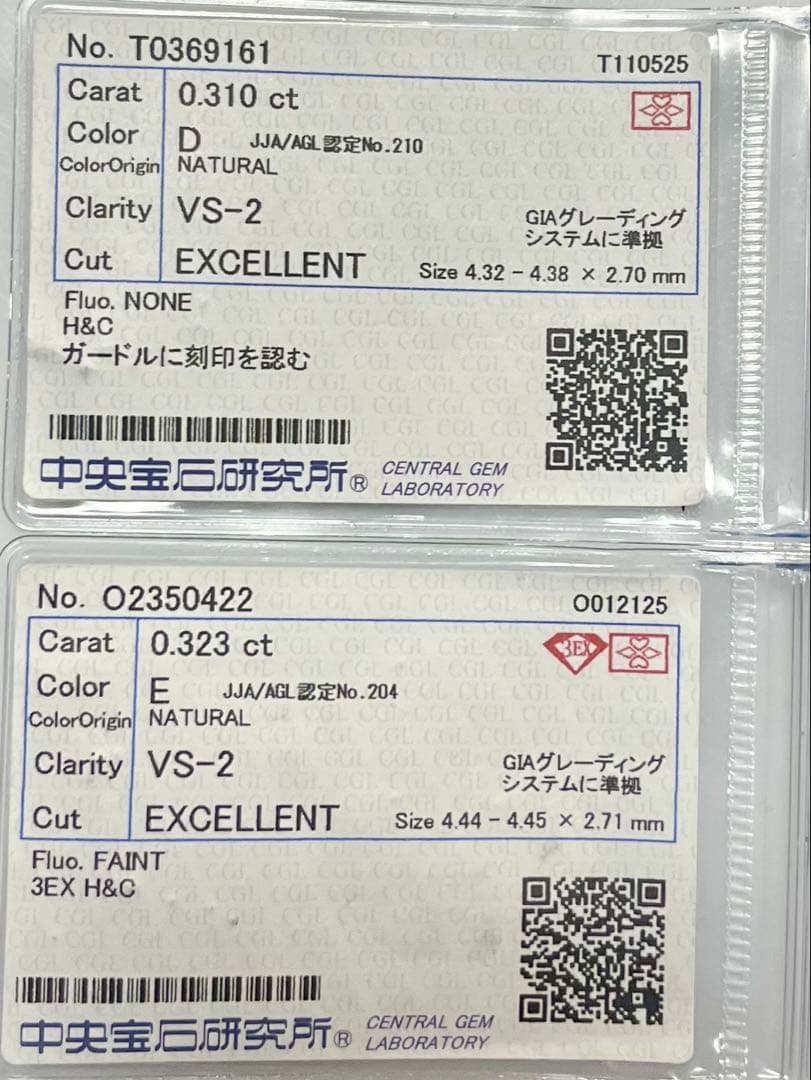 No. T0369161
T110525
Carat 0.310 ct
Color D JJA/AGL認定No.210
ColorOrigin NATURAL
Clarity VS-2
GIAグレーディング
システムに準拠
Cut EXCELLENT Size 4.32 - 4.38 × 2.70 mm
Fluo. NONE
H&C
ガードルに刻印を認む
中央宝石研究所® CENTRAL GEM
LABORATORY
No. O2350422
O012125
Carat 0.323 ct
3EX
Color E JJA/AGL認定No.204
ColorOrigin NATURAL
Clarity VS-2
GIAグレーディング
システムに準拠
Cut EXCELLENT Size 4.44 - 4.45 × 2.71 mm
Fluo. FAINT
3EX H&C
中央宝石研究所® CENTRAL GEM
LABORATORY